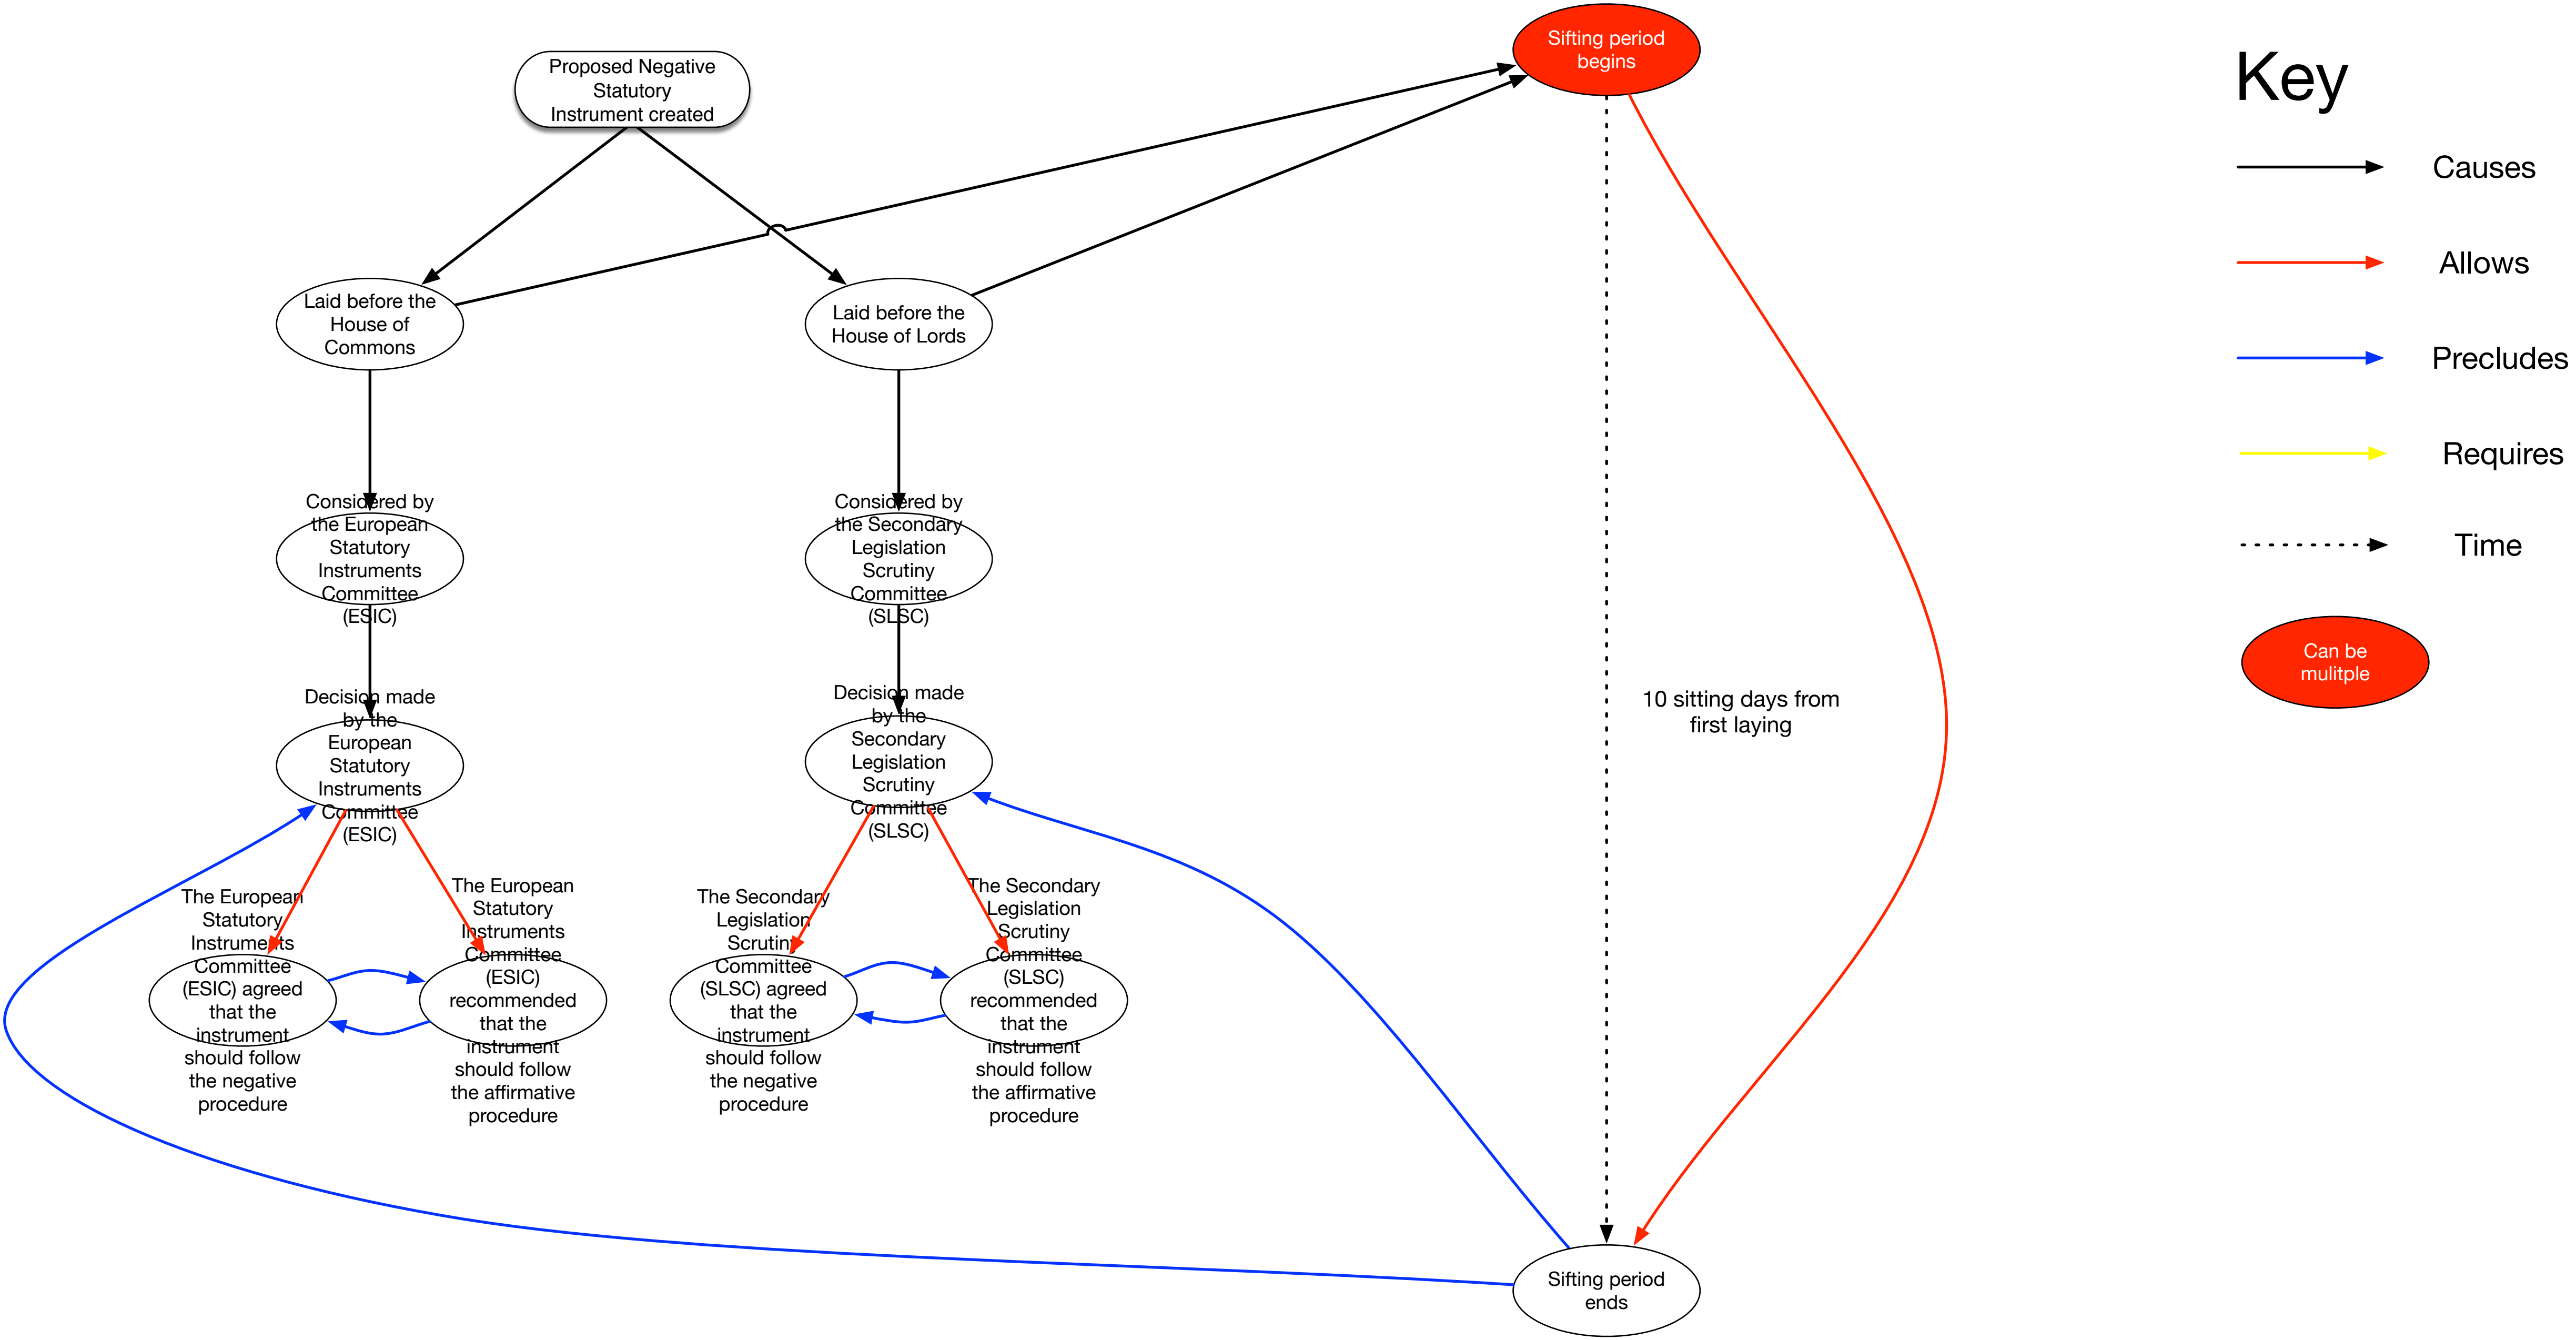 Proposed Negative
Statutory
Instrument created
Sifting period
begins
Laid before the
House of
Commons
Laid before the
House of Lords
Considered by
the European
Statutory
Instruments
Committee
(ESIC)
Considered by
the Secondary
Legislation
Scrutiny
Committee
(SLSC)
Decision made
by the
European
Statutory
Instruments
Committee
(ESIC)
Decision made
by the
Secondary
Legislation
Scrutiny
Committee
(SLSC)
The European
Statutory
Instruments
Committee
(ESIC) agreed
that the
instrument
should follow
the negative
procedure
The European
Statutory
Instruments
Committee
(ESIC)
recommended
that the
instrument
should follow
the affirmative
procedure
The Secondary
Legislation
Scrutiny
Committee
(SLSC) agreed
that the
instrument
should follow
the negative
procedure
The Secondary
Legislation
Scrutiny
Committee
(SLSC)
recommended
that the
instrument
should follow
the affirmative
procedure
10 sitting days from
first laying
Sifting period
ends
Key
Causes
Allows
Precludes
Requires
Time
Can be
mulitple